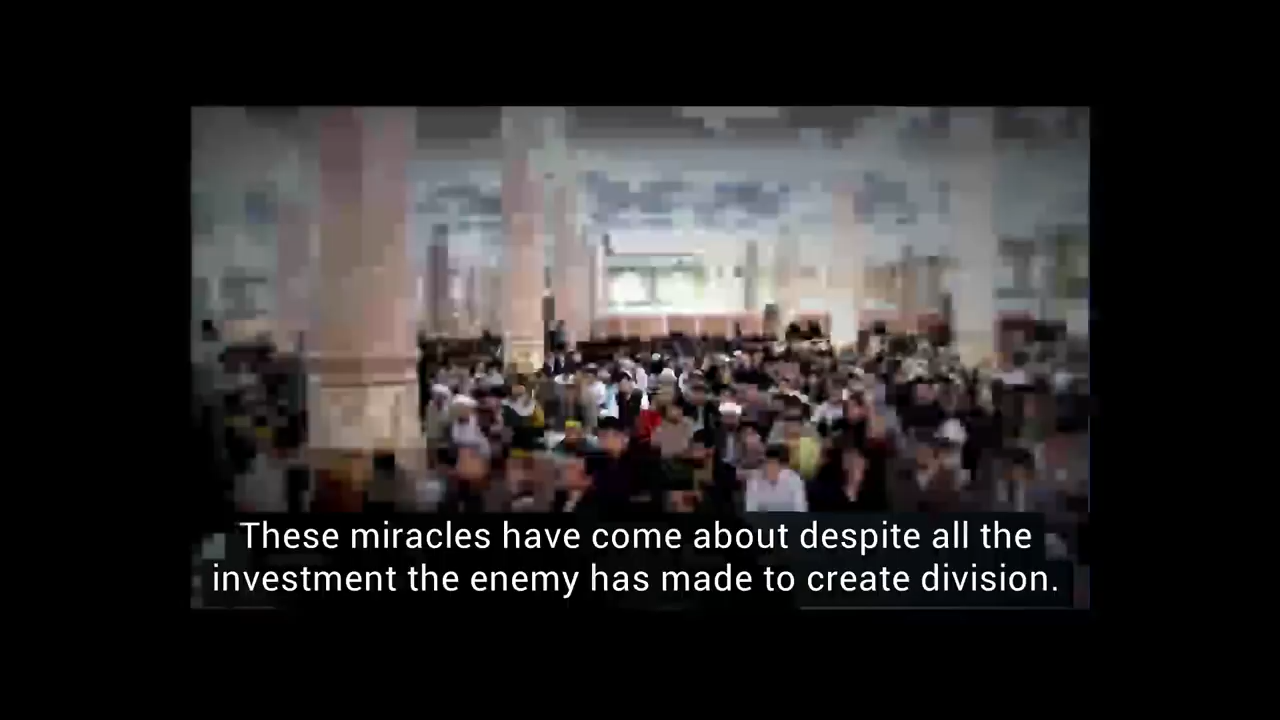 These miracles have come about despite all the
investment the enemy has made to create division.